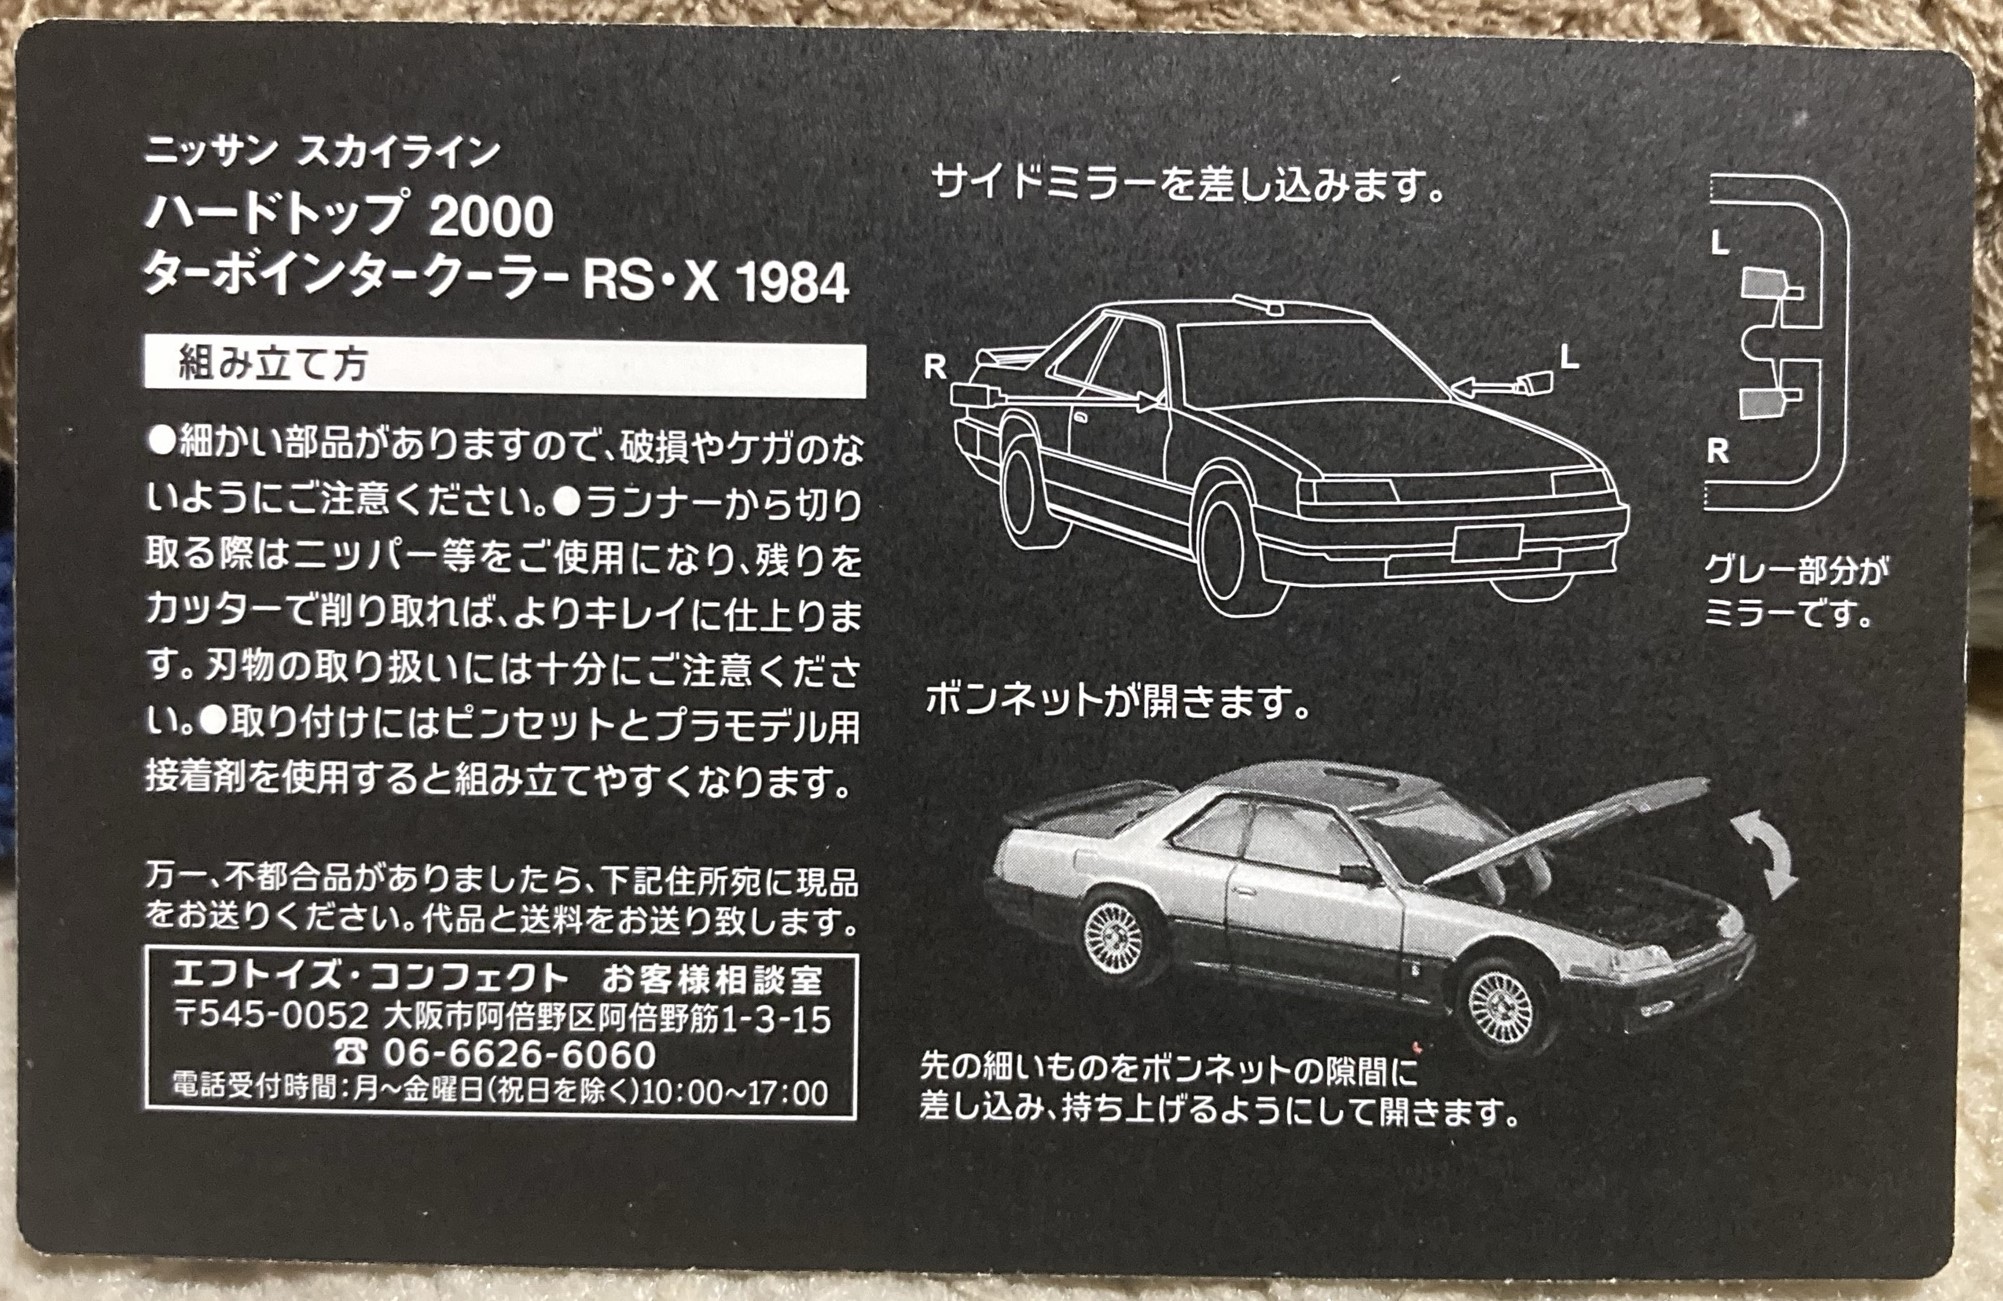 ニッサン スカイライン
ハードトップ 2000
ターボインタークーラーRS・X 1984
組み立て方
●細かい部品がありますので、破損やケガのな
いようにご注意ください。●ランナーから切り
取る際はニッパー等をご使用になり、残りを
カッターで削り取れば、よりキレイに仕上りま
す。刃物の取り扱いには十分にご注意くださ
い。●取り付けにはピンセットとプラモデル用
接着剤を使用すると組み立てやすくなります。
万一、不都合品がありましたら、下記住所宛に現品
をお送りください。代品と送料をお送り致します。
エフトイズ・コンフェクト お客様相談室
〒545-0052 大阪市阿倍野区阿倍野筋1-3-15
☎ 06-6626-6060
電話受付時間：月～金曜日(祝日を除く)10：00～17：00
サイドミラーを差し込みます。
R
L
L
R
グレー部分が
ミラーです。
ボンネットが開きます。
先の細いものをボンネットの隙間に
差し込み、持ち上げるようにして開きます。